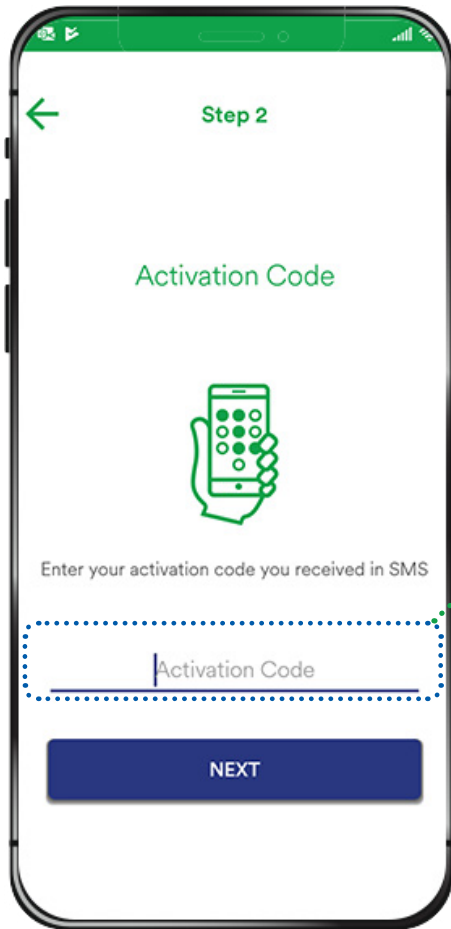 Step 2
Activation Code
Enter your activation code you received in SMS
Activation Code
NEXT